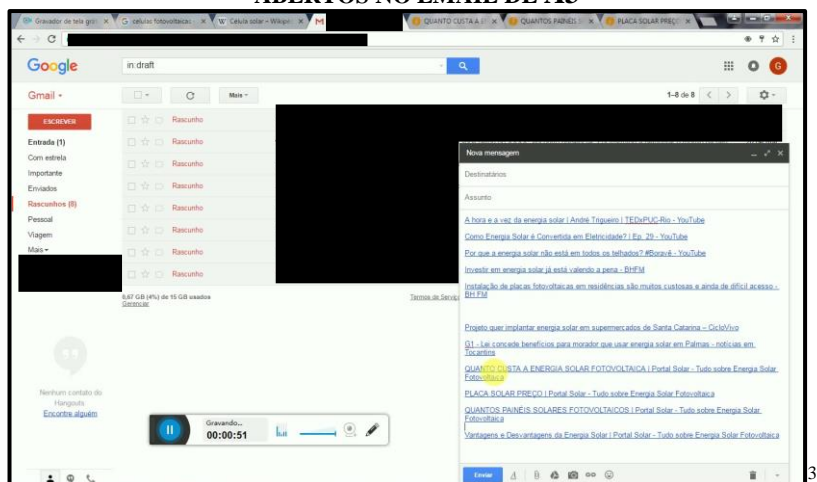 ABERTOS NO EMAIL DE A3
Gravador de tela grát
celulas fotovoltaicas
Celula solar – Wikipé
QUANTO CUSTA A E
QUANTOS PAINÉIS S
PLACA SOLAR PREÇ
Google
in:draft
G
Gmail
Mais
1–8 de 8
ESCREVER
Entrada (1)
Com estrela
Importante
Enviados
Rascunhos (8)
Pessoal
Viagem
Mais
Rascunho
Rascunho
Rascunho
Rascunho
Rascunho
Rascunho
Rascunho
Rascunho
0,67 GB (4%) de 15 GB usados
Gerenciar
Termos de Serviç
Nenhum contato do
Hangouts
Encontre alguém
Gravando...
00:00:51
Nova mensagem
Destinatários
Assunto
A hora e a vez da energia solar | André Trigueiro | TEDxPUC-Rio - YouTube
Como Energia Solar é Convertida em Eletricidade? | Ep. 29 - YouTube
Por que a energia solar não está em todos os telhados? #Boravê - YouTube
Investir em energia solar já está valendo a pena - BHFM
Instalação de placas fotovoltaicas em residências são muitos custosas e ainda de difícil acesso -
BH FM
Projeto quer implantar energia solar em supermercados de Santa Catarina – CicloVivo
G1 - Lei concede benefícios para morador que usar energia solar em Palmas - notícias em
Tocantins
QUANTO CUSTA A ENERGIA SOLAR FOTOVOLTAICA | Portal Solar - Tudo sobre Energia Solar
Fotovoltaica
PLACA SOLAR PREÇO | Portal Solar - Tudo sobre Energia Solar Fotovoltaica
QUANTOS PAINÉIS SOLARES FOTOVOLTAICOS | Portal Solar - Tudo sobre Energia Solar
Fotovoltaica
Vantagens e Desvantagens da Energia Solar | Portal Solar - Tudo sobre Energia Solar Fotovoltaica
Enviar
3